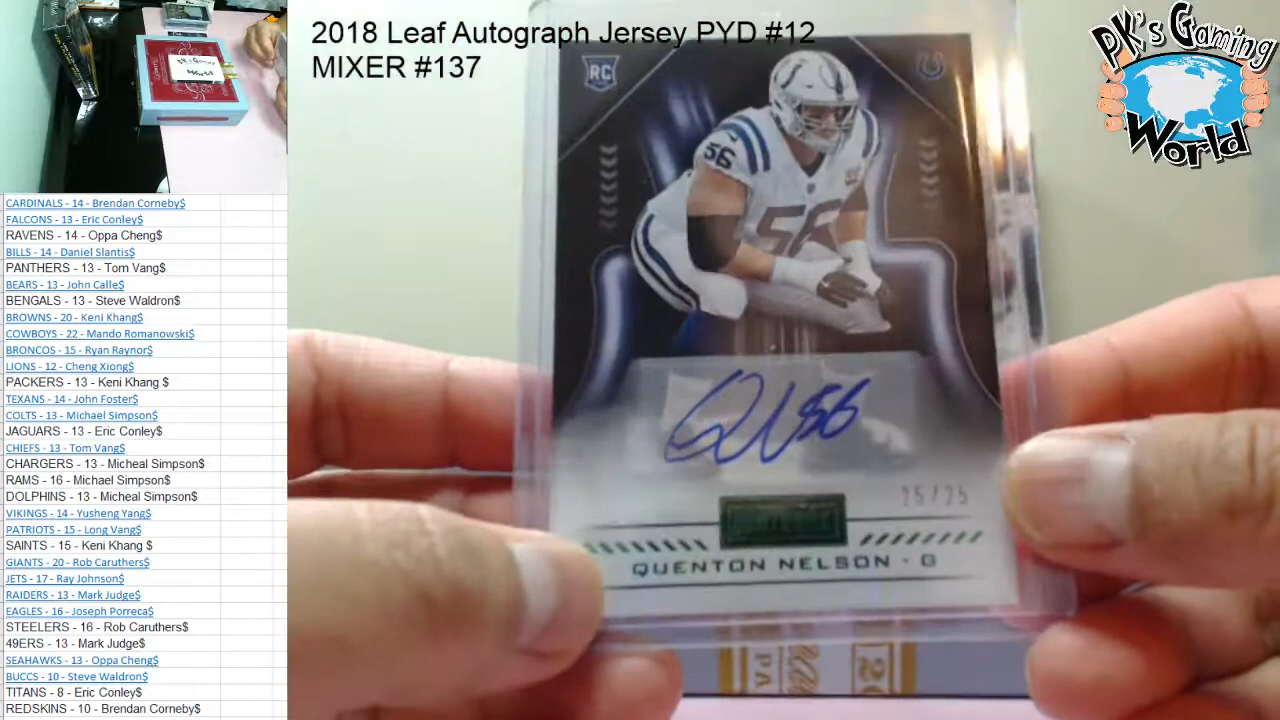 2018 Leaf Autograph Jersey PYD #12
MIXER #137
PK's Gaming
World
RC
56
56
25/25
QUENTON NELSON · G
CARDINALS - 14 - Brendan Corneby$
FALCONS - 13 - Eric Conley$
RAVENS - 14 - Oppa Cheng$
BILLS - 14 - Daniel Slantis$
PANTHERS - 13 - Tom Vang$
BEARS - 13 - John Calle$
BENGALS - 13 - Steve Waldron$
BROWNS - 20 - Keni Khang$
COWBOYS - 22 - Mando Romanowski$
BRONCOS - 15 - Ryan Raynor$
LIONS - 12 - Cheng Xiong$
PACKERS - 13 - Keni Khang $
TEXANS - 14 - John Foster$
COLTS - 13 - Michael Simpson$
JAGUARS - 13 - Eric Conley$
CHIEFS - 13 - Tom Vang$
CHARGERS - 13 - Micheal Simpson$
RAMS - 16 - Michael Simpson$
DOLPHINS - 13 - Micheal Simpson$
VIKINGS - 14 - Yusheng Yang$
PATRIOTS - 15 - Long Vang$
SAINTS - 15 - Keni Khang $
GIANTS - 20 - Rob Caruthers$
JETS - 17 - Ray Johnson$
RAIDERS - 13 - Mark Judge$
EAGLES - 16 - Joseph Porreca$
STEELERS - 16 - Rob Caruthers$
49ERS - 13 - Mark Judge$
SEAHAWKS - 13 - Oppa Cheng$
BUCCS - 10 - Steve Waldron$
TITANS - 8 - Eric Conley$
REDSKINS - 10 - Brendan Corneby$